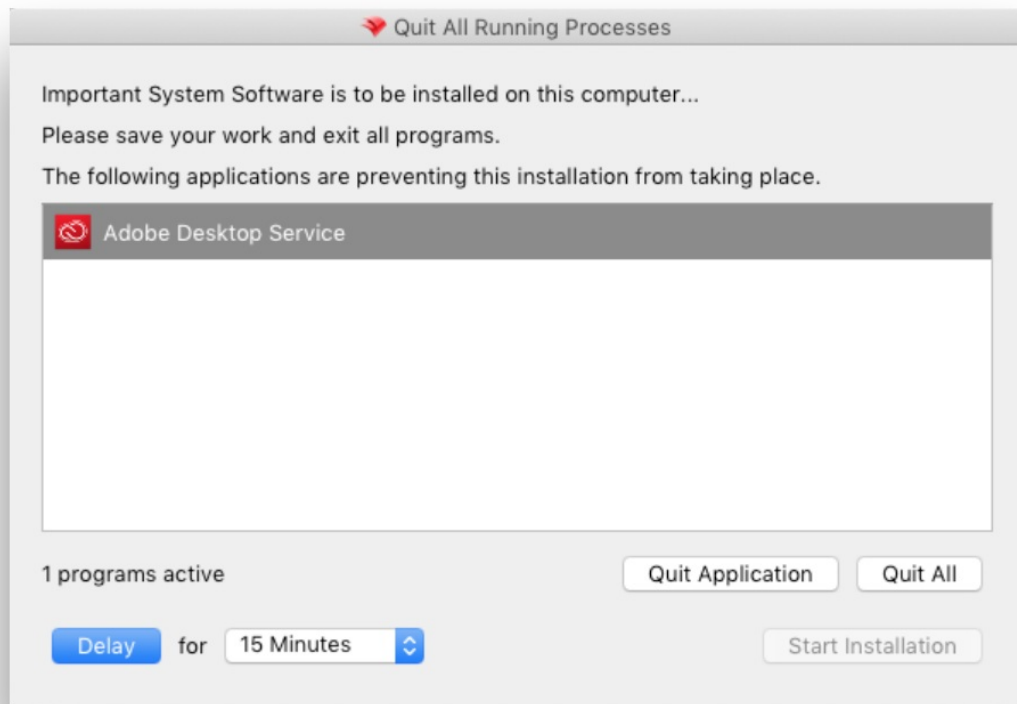 Quit All Running Processes
Important System Software is to be installed on this computer...
Please save your work and exit all programs.
The following applications are preventing this installation from taking place.
Adobe Desktop Service
1 programs active
Quit Application
Quit All
Delay for 15 Minutes
Start Installation